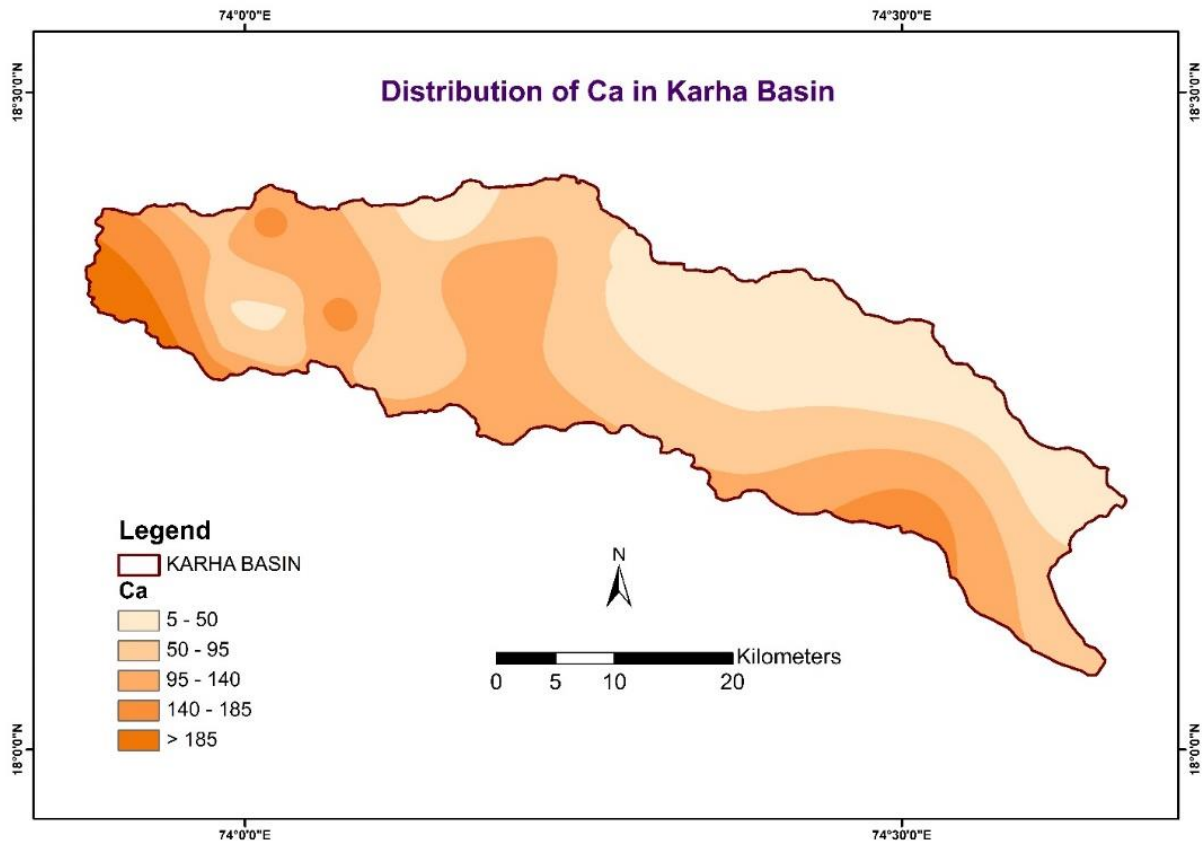 74°0'0"E 74°30'0"E
18°30'0"N 18°30'0"N
Distribution of Ca in Karha Basin
Legend
KARHA BASIN
Ca
5 - 50
50 - 95
95 - 140
140 - 185
> 185
N
Kilometers
0 5 10 20
18°0'0"N 18°0'0"N
74°0'0"E 74°30'0"E